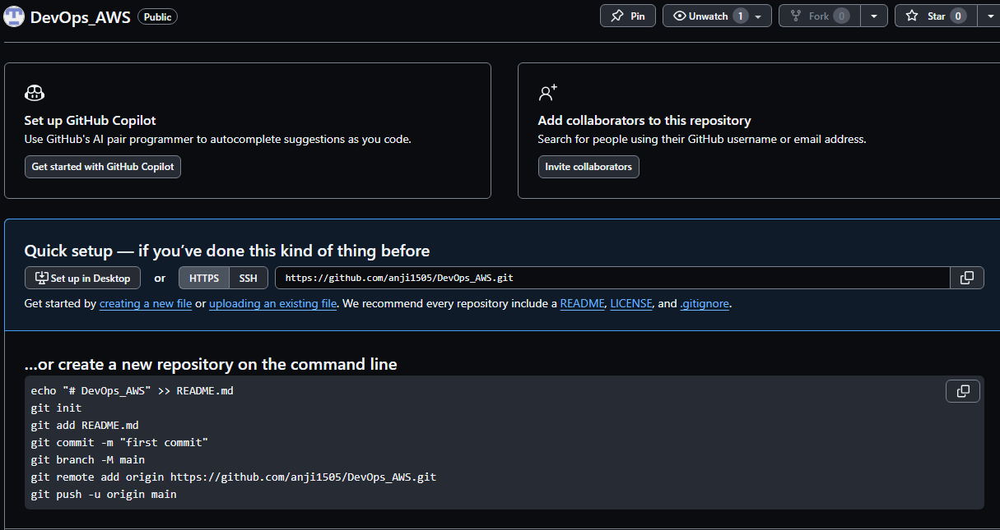 DevOps_AWS Public Pin Unwatch 1 Fork 0 Star 0
Set up GitHub Copilot
Use GitHub's AI pair programmer to autocomplete suggestions as you code.
Get started with GitHub Copilot
Add collaborators to this repository
Search for people using their GitHub username or email address.
Invite collaborators
Quick setup — if you’ve done this kind of thing before
Set up in Desktop or HTTPS SSH https://github.com/anji1505/DevOps_AWS.git
Get started by creating a new file or uploading an existing file. We recommend every repository include a README, LICENSE, and .gitignore.
…or create a new repository on the command line
echo "# DevOps_AWS" >> README.md
git init
git add README.md
git commit -m "first commit"
git branch -M main
git remote add origin https://github.com/anji1505/DevOps_AWS.git
git push -u origin main